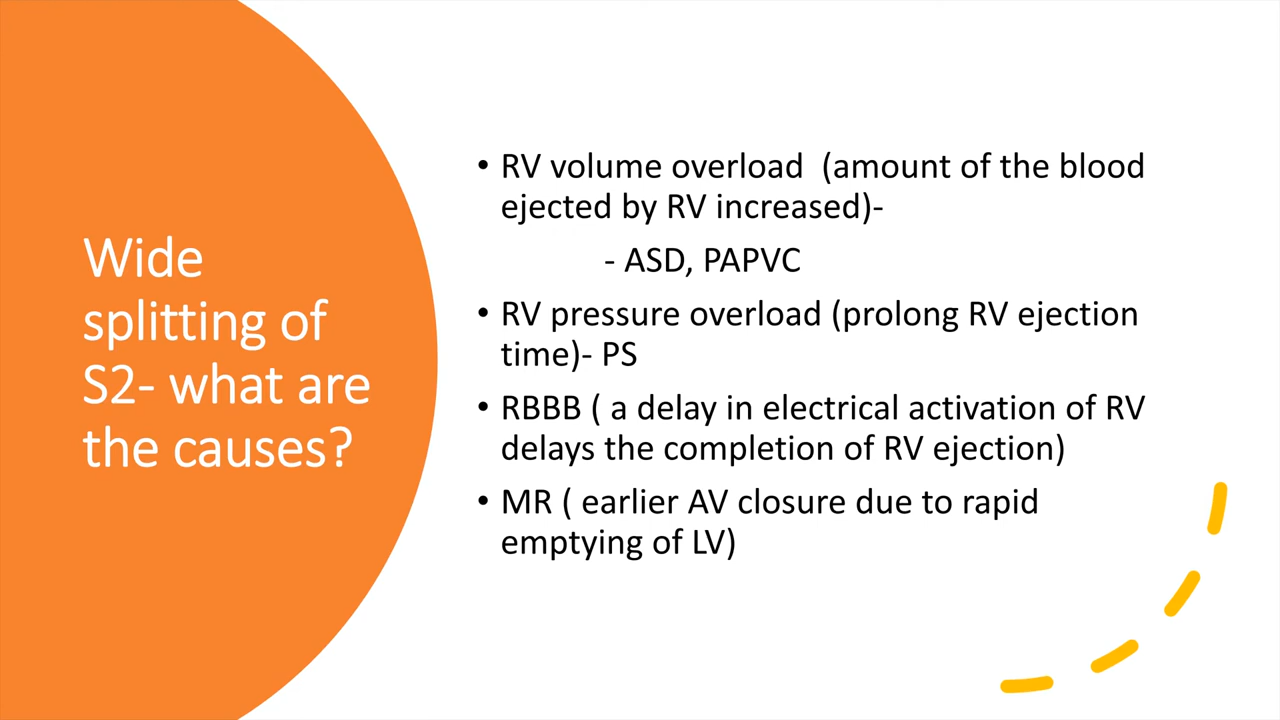 Wide
splitting of
S2- what are
the causes?
• RV volume overload  (amount of the blood
ejected by RV increased)-
- ASD, PAPVC
• RV pressure overload (prolong RV ejection
time)- PS
• RBBB ( a delay in electrical activation of RV
delays the completion of RV ejection)
• MR ( earlier AV closure due to rapid
emptying of LV)